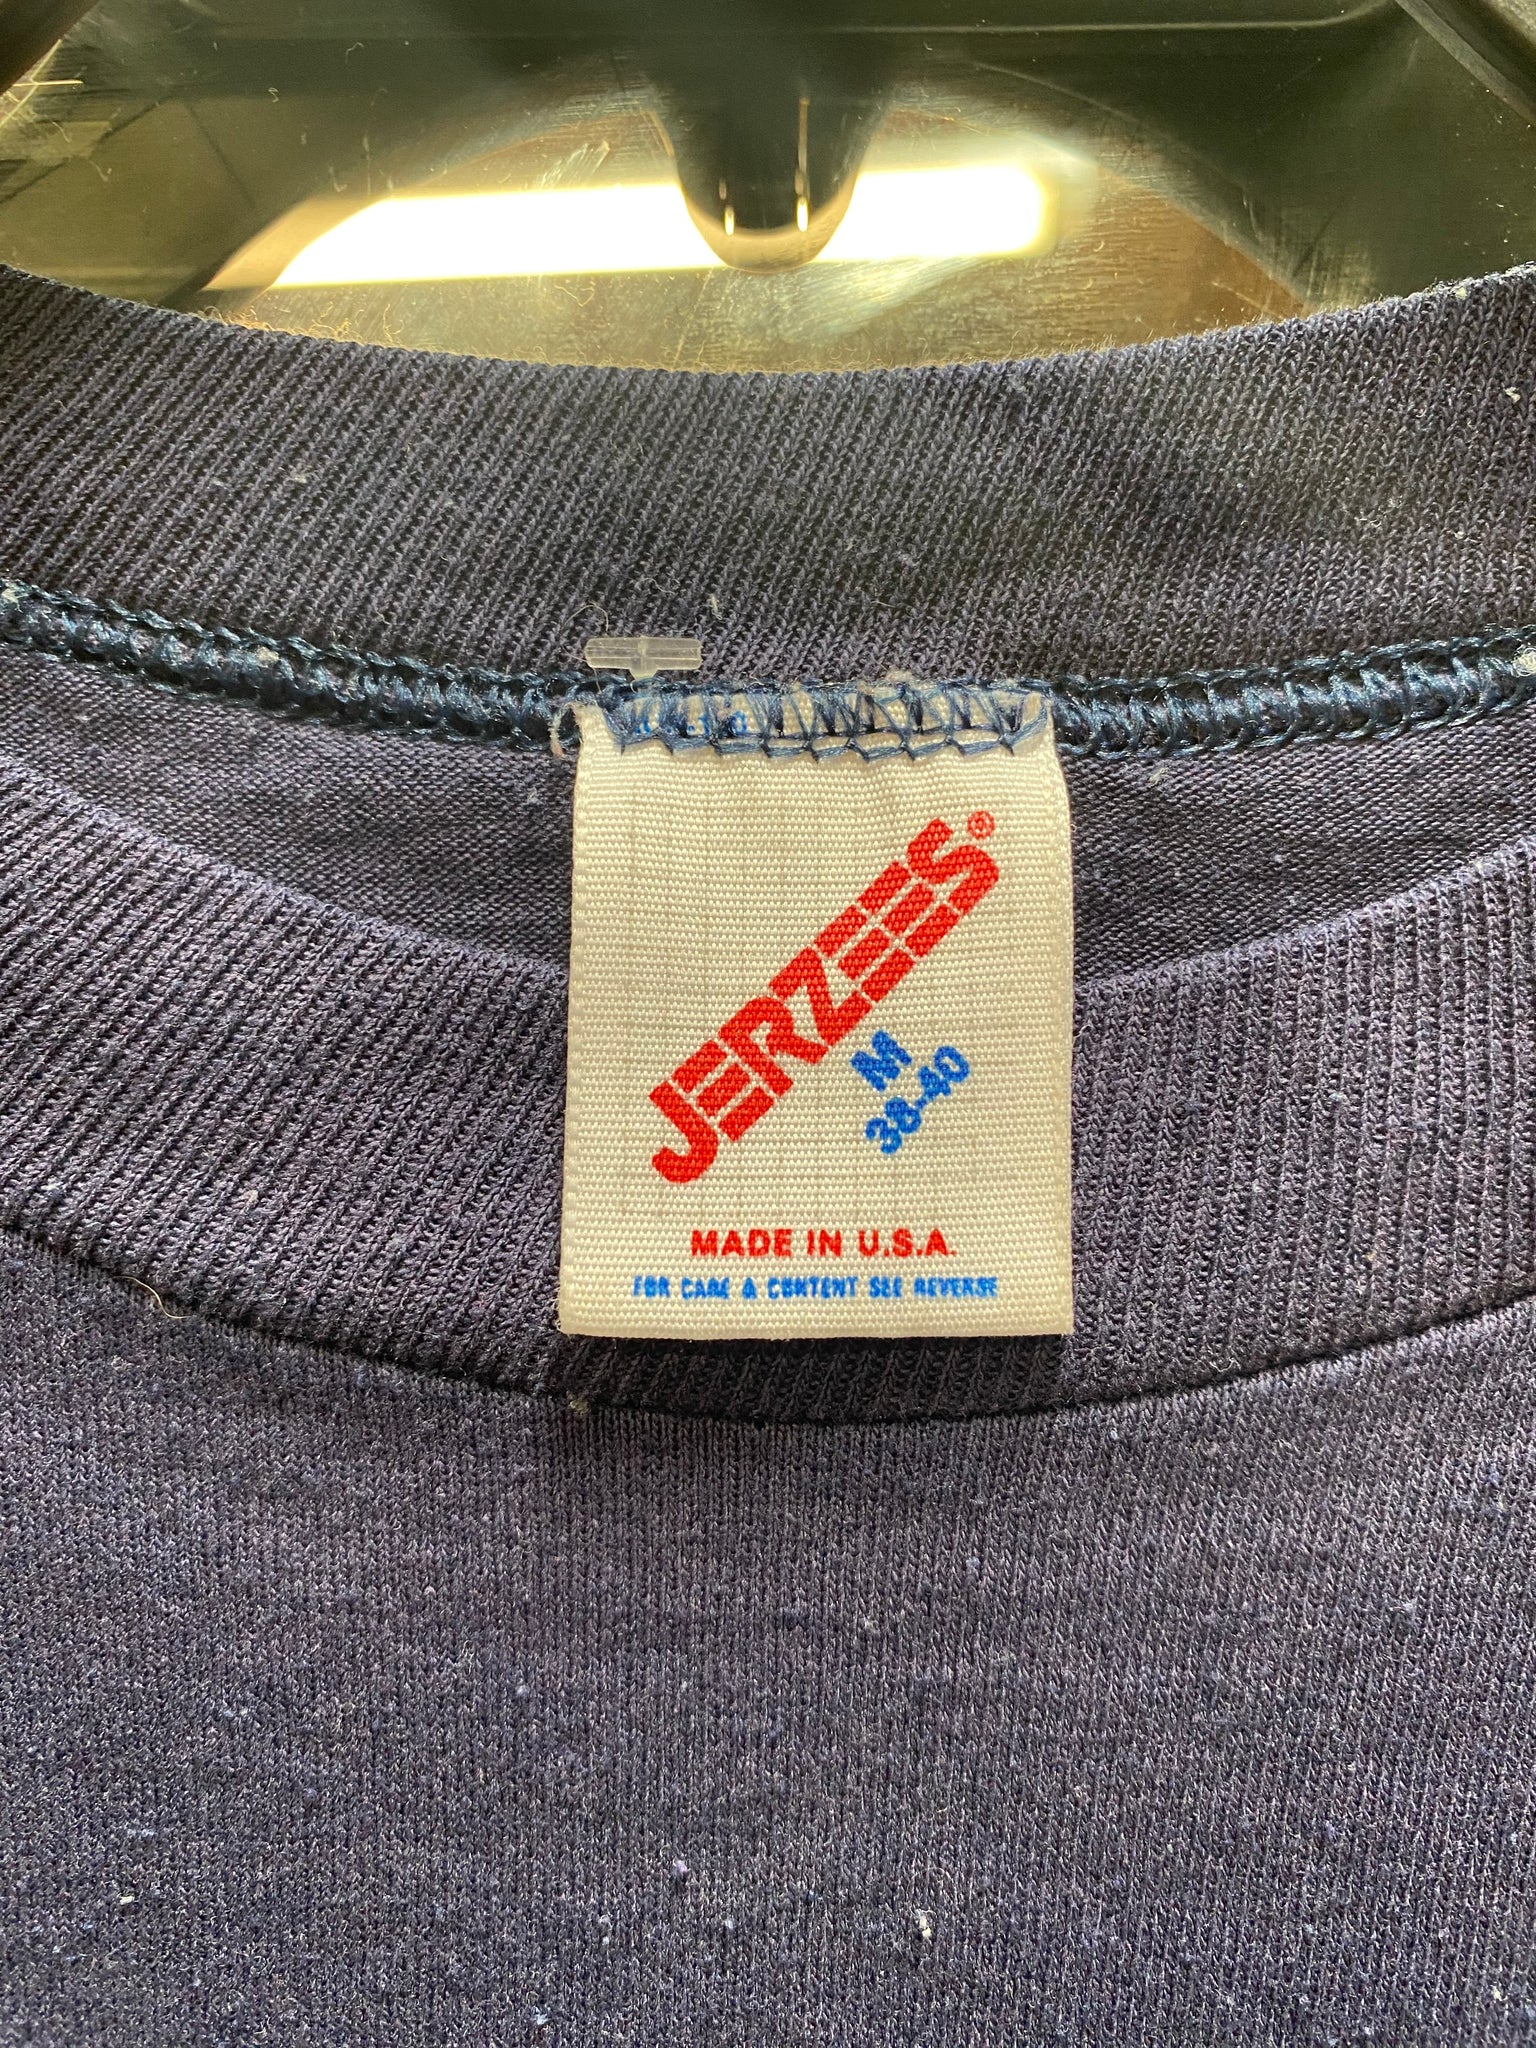 JERZEES®
M
38-40
MADE IN U.S.A.
FOR CARE & CONTENT SEE REVERSE